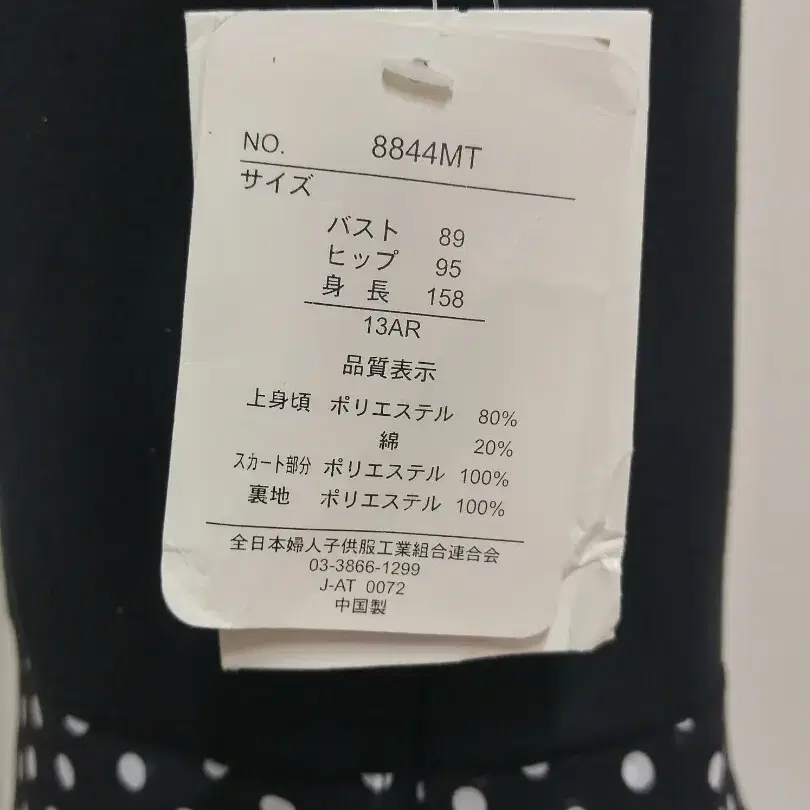 NO. 8844MT
サイズ
バスト 89
ヒップ 95
身 長 158
13AR
品質表示
上身頃 ポリエステル 80%
綿 20%
スカート部分 ポリエステル 100%
裏地 ポリエステル 100%
全日本婦人子供服工業組合連合会
03-3866-1299
J-AT 0072
中国製